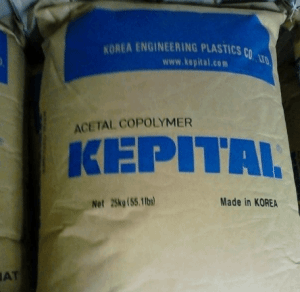 KOREA ENGINEERING PLASTICS CO., LTD.
www.kepital.com
ACETAL COPOLYMER
KEPITAL
Net 25kg (55.1lbs)
Made in KOREA